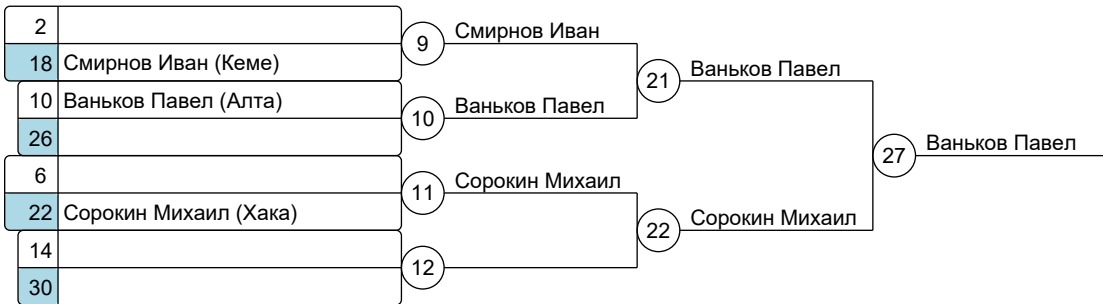 2
9
Смирнов Иван
18 Смирнов Иван (Кеме)
21
Ваньков Павел
10 Ваньков Павел (Алта)
10
Ваньков Павел
26
27
Ваньков Павел
6
11
Сорокин Михаил
22 Сорокин Михаил (Хака)
22
Сорокин Михаил
14
12
30